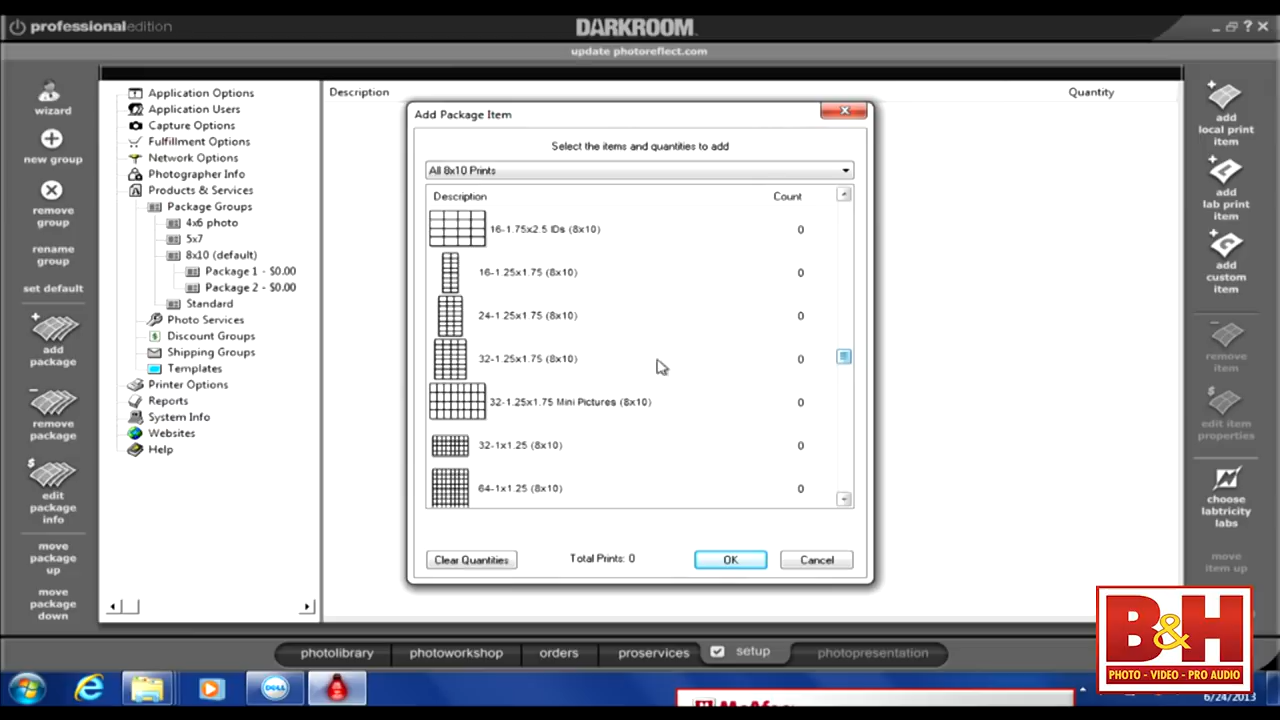 professionaledition
DARKROOM
update photoreflect.com
wizard
new group
remove
group
rename
group
set default
add
package
remove
package
edit
package
info
move
package
up
move
package
down
Application Options
Application Users
Capture Options
Fulfillment Options
Network Options
Photographer Info
Products & Services
Package Groups
4x6 photo
5x7
8x10 (default)
Package 1 - $0.00
Package 2 - $0.00
Standard
Photo Services
Discount Groups
Shipping Groups
Templates
Printer Options
Reports
System Info
Websites
Help
Description
Quantity
Add Package Item
Select the items and quantities to add
All 8x10 Prints
Description Count
16-1.75x2.5 IDs (8x10) 0
16-1.25x1.75 (8x10) 0
24-1.25x1.75 (8x10) 0
32-1.25x1.75 (8x10) 0
32-1.25x1.75 Mini Pictures (8x10) 0
32-1x1.25 (8x10) 0
64-1x1.25 (8x10) 0
Clear Quantities Total Prints: 0 OK Cancel
add
local print
item
add
lab print
item
add
custom
item
remove
item
edit item
properties
choose
labtricity
labs
move
item up
photolibrary photoworkshop orders proservices setup photopresentation
DELL
B&H
PHOTO - VIDEO - PRO AUDIO
6/24/2013